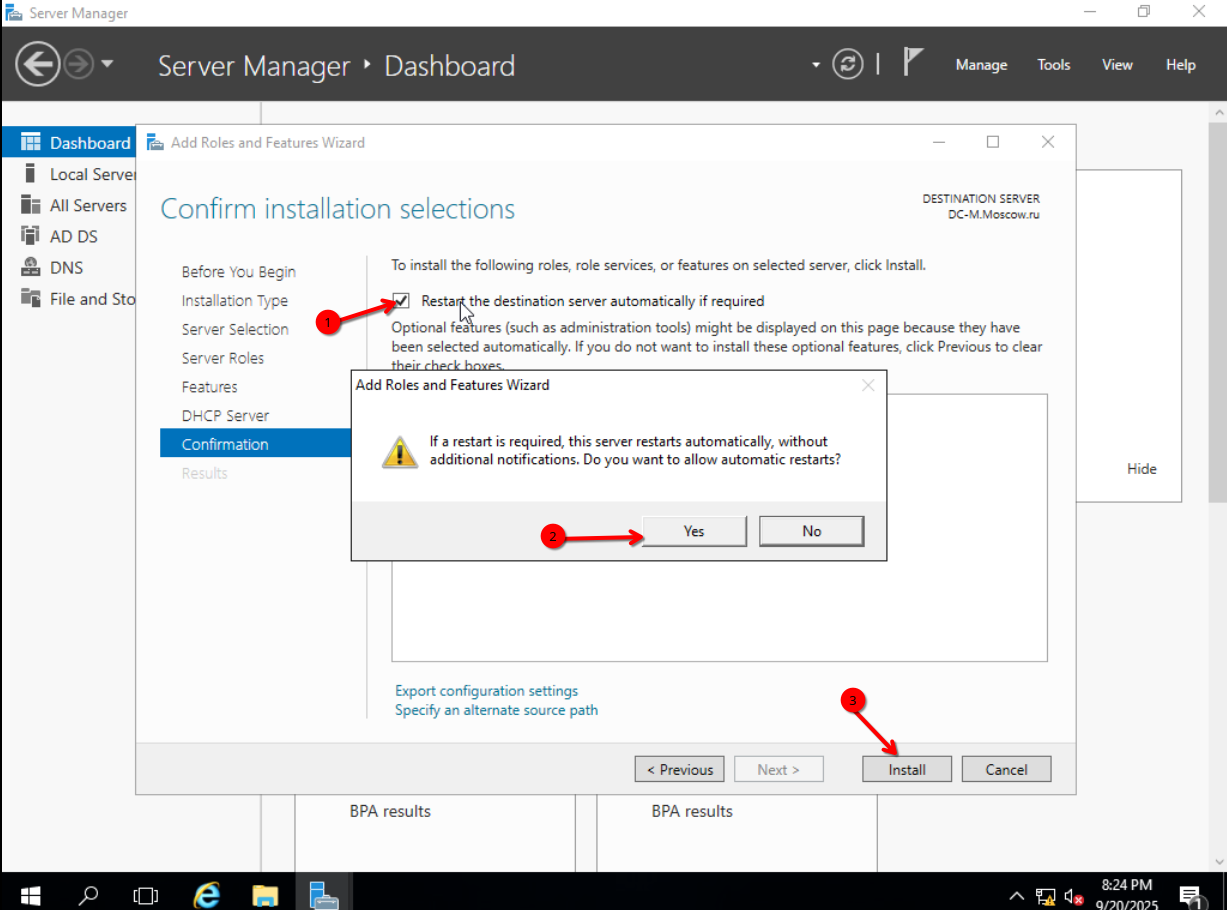 Server Manager
Server Manager ‣ Dashboard
Manage Tools View Help
Dashboard
Local Server
All Servers
AD DS
DNS
File and Sto
Add Roles and Features Wizard
Confirm installation selections
DESTINATION SERVER
DC-M.Moscow.ru
Before You Begin
Installation Type
Server Selection
Server Roles
Features
DHCP Server
Confirmation
Results
To install the following roles, role services, or features on selected server, click Install.
1
Restart the destination server automatically if required
Optional features (such as administration tools) might be displayed on this page because they have
been selected automatically. If you do not want to install these optional features, click Previous to clear
their check boxes.
Add Roles and Features Wizard
If a restart is required, this server restarts automatically, without
additional notifications. Do you want to allow automatic restarts?
2
Yes No
Hide
Export configuration settings
Specify an alternate source path
3
< Previous Next > Install Cancel
BPA results BPA results
8:24 PM
9/20/2025
1